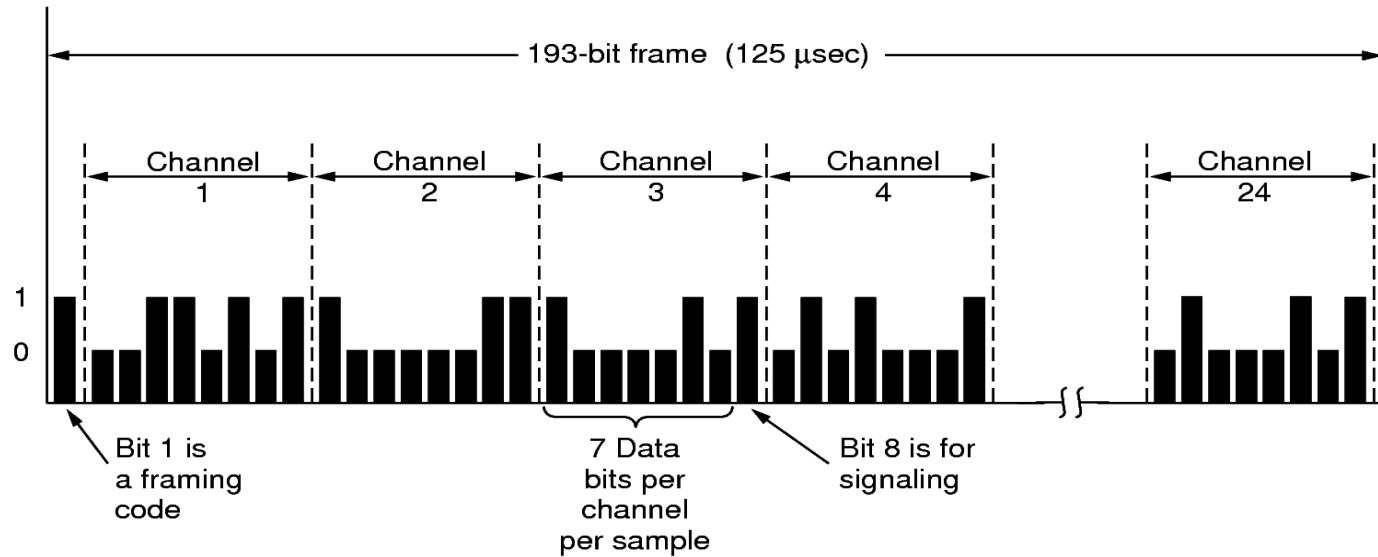 193-bit frame (125 μsec)
Channel
1
Channel
2
Channel
3
Channel
4
Channel
24
1
0
Bit 1 is
a framing
code
7 Data
bits per
channel
per sample
Bit 8 is for
signaling